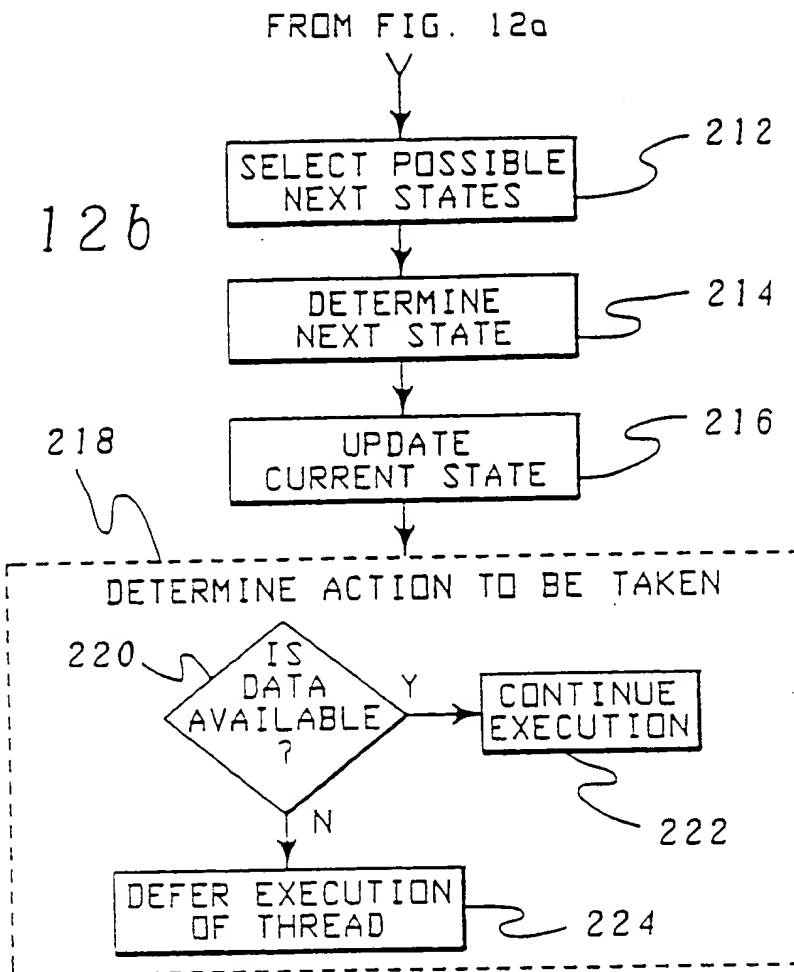 FROM FIG. 12a
212
SELECT POSSIBLE
NEXT STATES
12b
214
DETERMINE
NEXT STATE
218
216
UPDATE
CURRENT STATE
DETERMINE ACTION TO BE TAKEN
220
IS
DATA
AVAILABLE
?
Y
CONTINUE
EXECUTION
N
222
DEFER EXECUTION
OF THREAD
224